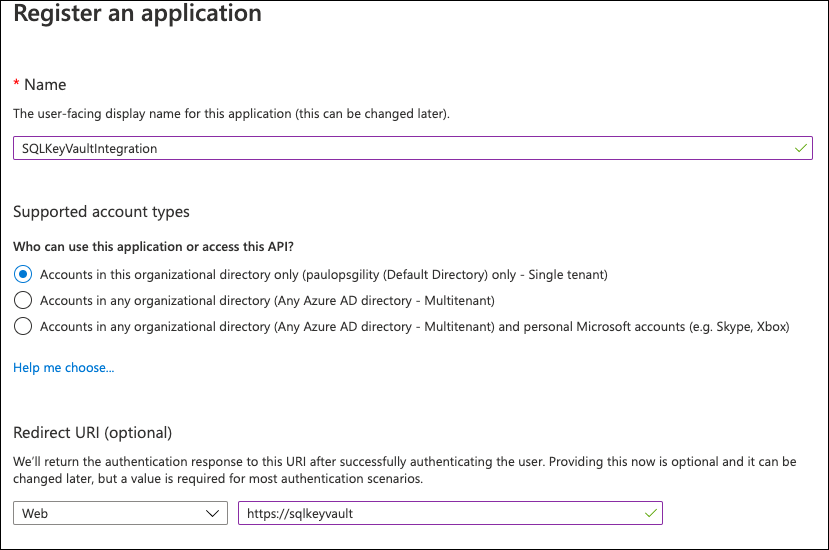 Register an application
* Name
The user-facing display name for this application (this can be changed later).
SQLKeyVaultIntegration
Supported account types
Who can use this application or access this API?
Accounts in this organizational directory only (paulopsgility (Default Directory) only - Single tenant)
Accounts in any organizational directory (Any Azure AD directory - Multitenant)
Accounts in any organizational directory (Any Azure AD directory - Multitenant) and personal Microsoft accounts (e.g. Skype, Xbox)
Help me choose...
Redirect URI (optional)
We'll return the authentication response to this URI after successfully authenticating the user. Providing this now is optional and it can be
changed later, but a value is required for most authentication scenarios.
Web https://sqlkeyvault